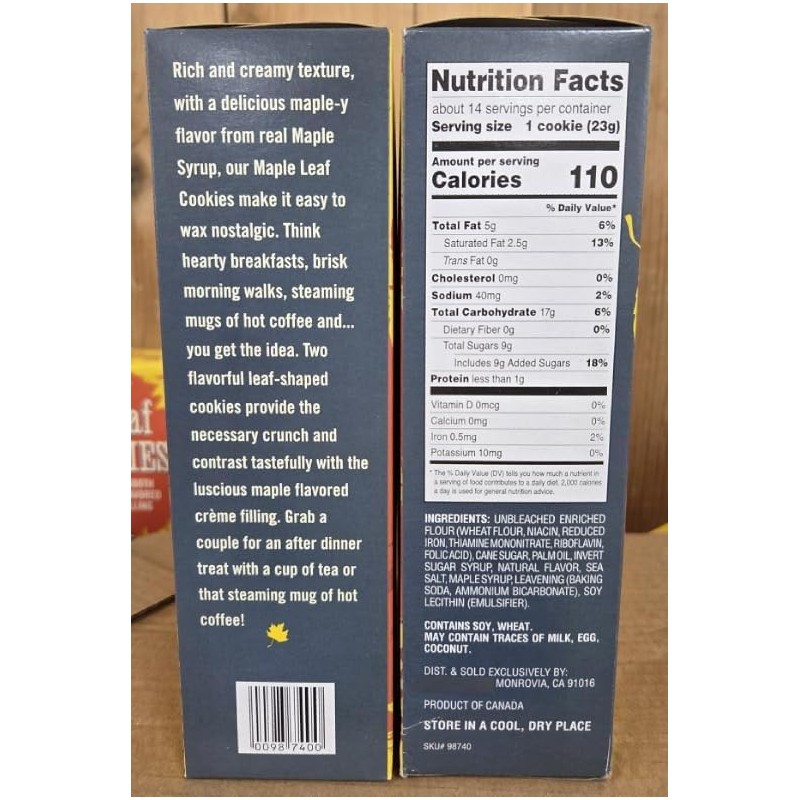 Rich and creamy texture,
with a delicious maple-y
flavor from real Maple
Syrup, our Maple Leaf
Cookies make it easy to
wax nostalgic. Think
hearty breakfasts, brisk
morning walks, steaming
mugs of hot coffee and...
you get the idea. Two
flavorful leaf-shaped
cookies provide the
necessary crunch and
contrast tastefully with the
luscious maple flavored
crème filling. Grab a
couple for an after dinner
treat with a cup of tea or
that steaming mug of hot
coffee!
0098 7400
Nutrition Facts
about 14 servings per container
Serving size 1 cookie (23g)
Amount per serving
Calories 110
% Daily Value*
Total Fat 5g 6%
Saturated Fat 2.5g 13%
Trans Fat 0g
Cholesterol 0mg 0%
Sodium 40mg 2%
Total Carbohydrate 17g 6%
Dietary Fiber 0g 0%
Total Sugars 9g
Includes 9g Added Sugars 18%
Protein less than 1g
Vitamin D 0mcg 0%
Calcium 0mg 0%
Iron 0.5mg 2%
Potassium 10mg 0%
* The % Daily Value (DV) tells you how much a nutrient in
a serving of food contributes to a daily diet. 2,000 calories
a day is used for general nutrition advice.
INGREDIENTS: UNBLEACHED ENRICHED
FLOUR (WHEAT FLOUR, NIACIN, REDUCED
IRON, THIAMINE MONONITRATE, RIBOFLAVIN,
FOLIC ACID), CANE SUGAR, PALM OIL, INVERT
SUGAR SYRUP, NATURAL FLAVOR, SEA
SALT, MAPLE SYRUP, LEAVENING (BAKING
SODA, AMMONIUM BICARBONATE), SOY
LECITHIN (EMULSIFIER).
CONTAINS SOY, WHEAT.
MAY CONTAIN TRACES OF MILK, EGG,
COCONUT.
DIST. & SOLD EXCLUSIVELY BY:
MONROVIA, CA 91016
PRODUCT OF CANADA
STORE IN A COOL, DRY PLACE
SKU# 98740